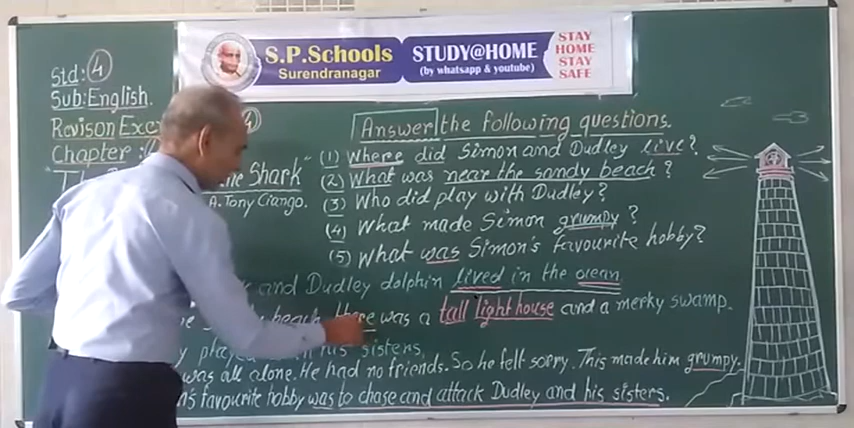 S.P.Schools
Surendranagar
STUDY@HOME
(by whatsapp & youtube)
STAY
HOME
STAY
SAFE
Std: 4
Sub: English.
Revison Exe
Chapter:
he Shark"
A. Tony Ciango.
Answer the following questions.
(1) Where did Simon and Dudley live?
(2) What was near the sandy beach?
(3) Who did play with Dudley?
(4) What made Simon grumpy?
(5) What was Simon's favourite hobby?
and Dudley dolphin lived in the ocean.
beach there was a tall light house and a merky swamp.
played his sisters.
was all alone. He had no friends. So he felt sorry. This made him grumpy.
favourite hobby was to chase and attack Dudley and his sisters.